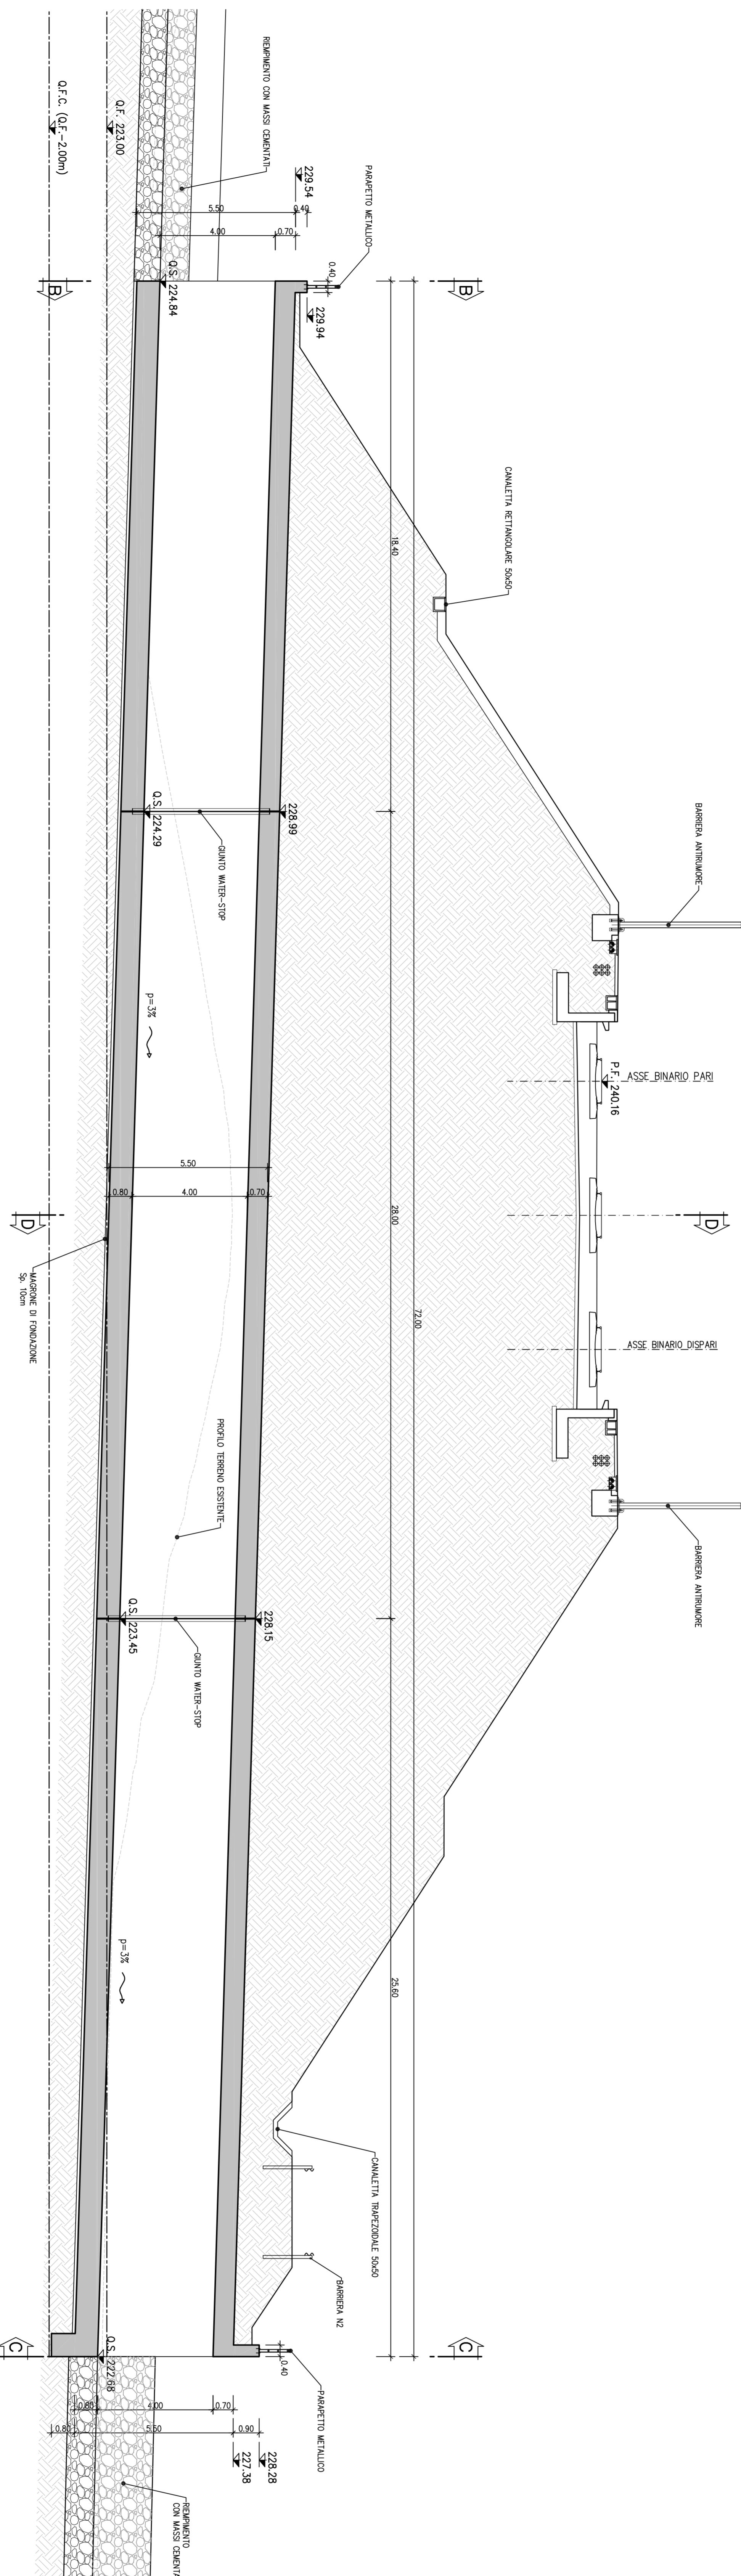 BARRIERA ANTIRUMORE
ASSE BINARIO PARI
P.F. 240.16
D
ASSE BINARIO DISPARI
BARRIERA ANTIRUMORE
CANALETTA RETTANGOLARE 50x50
B
72.00
18.40
28.00
25.60
C
PARAPETTO METALLICO
0.40
229.94
229.54
0.40
0.70
5.50
4.00
RIEMPIMENTO CON MASSI CEMENTATI
Q.S. 224.84
228.99
GIUNTO WATER-STOP
Q.S. 224.29
p=3%
5.50
0.70
4.00
0.80
PROFILO TERRENO ESISTENTE
228.15
GIUNTO WATER-STOP
Q.S. 223.45
p=3%
CANALETTA TRAPEZOIDALE 50x50
BARRIERA N2
PARAPETTO METALLICO
0.40
228.28
227.38
0.90
0.70
4.00
5.50
0.80
0.80
Q.S. 222.68
RIEMPIMENTO
CON MASSI CEMENTA
Q.F. 223.00
Q.F.C. (Q.F.-2.00m)
B
D
MAGRONE DI FONDAZIONE
Sp. 10cm
C